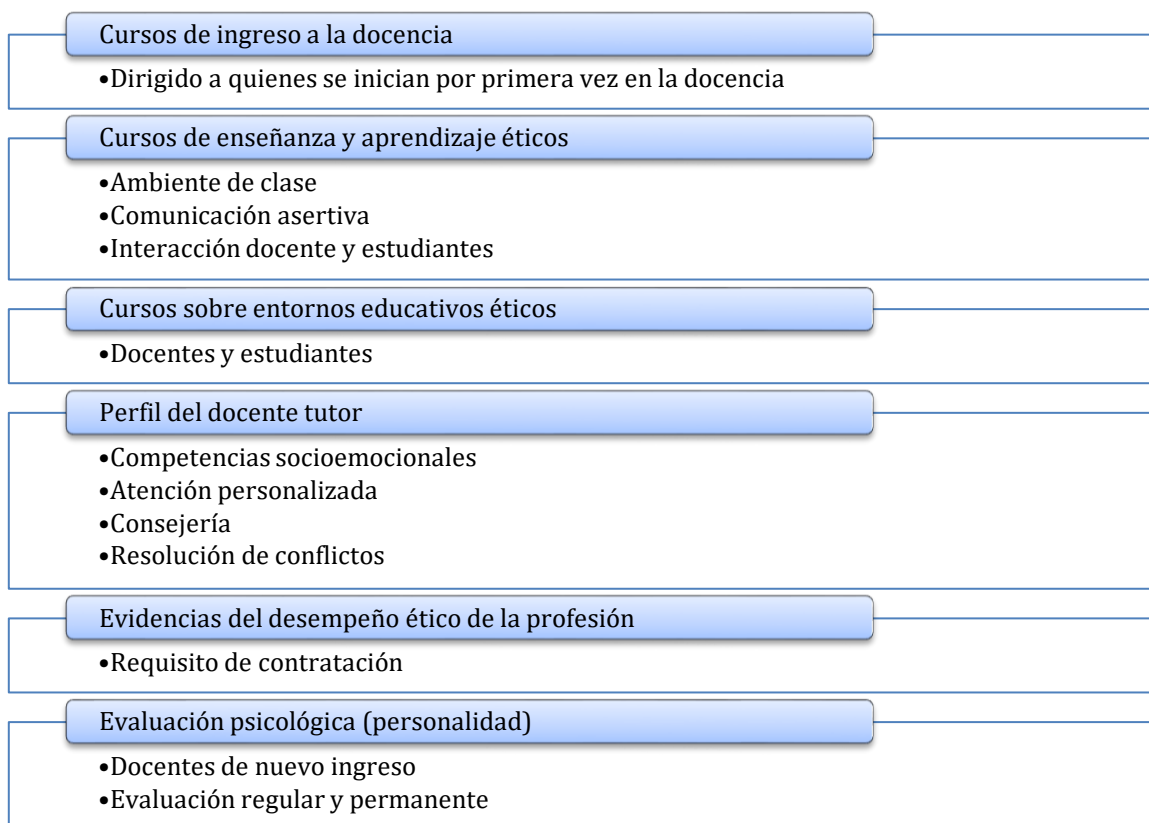 Cursos de ingreso a la docencia
•Dirigido a quienes se inician por primera vez en la docencia
Cursos de enseñanza y aprendizaje éticos
•Ambiente de clase
•Comunicación asertiva
•Interacción docente y estudiantes
Cursos sobre entornos educativos éticos
•Docentes y estudiantes
Perfil del docente tutor
•Competencias socioemocionales
•Atención personalizada
•Consejería
•Resolución de conflictos
Evidencias del desempeño ético de la profesión
•Requisito de contratación
Evaluación psicológica (personalidad)
•Docentes de nuevo ingreso
•Evaluación regular y permanente